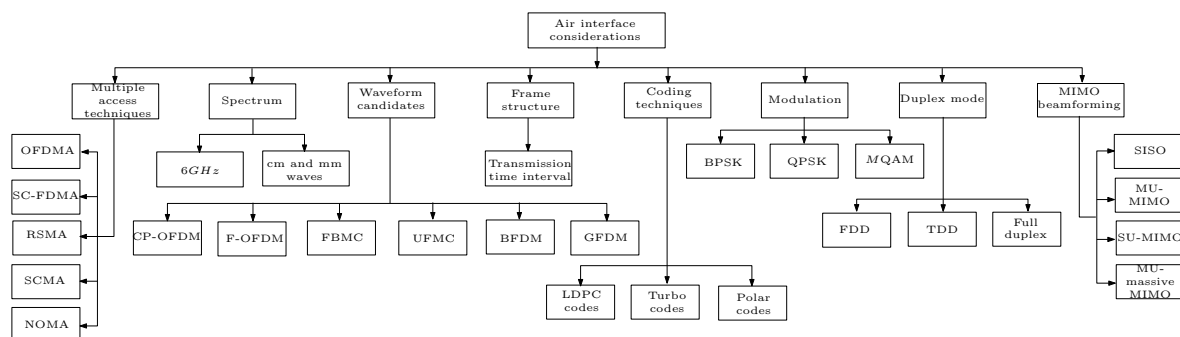 Air interface
considerations
Multiple
access
techniques
Spectrum
Waveform
candidates
Frame
structure
Coding
techniques
Modulation
Duplex mode
MIMO
beamforming
OFDMA
SC-FDMA
RSMA
SCMA
NOMA
6GHz
cm and mm
waves
CP-OFDM
F-OFDM
FBMC
UFMC
BFDM
GFDM
Transmission
time interval
LDPC
codes
Turbo
codes
Polar
codes
BPSK
QPSK
MQAM
FDD
TDD
Full
duplex
SISO
MU-
MIMO
SU-MIMO
MU-
massive
MIMO